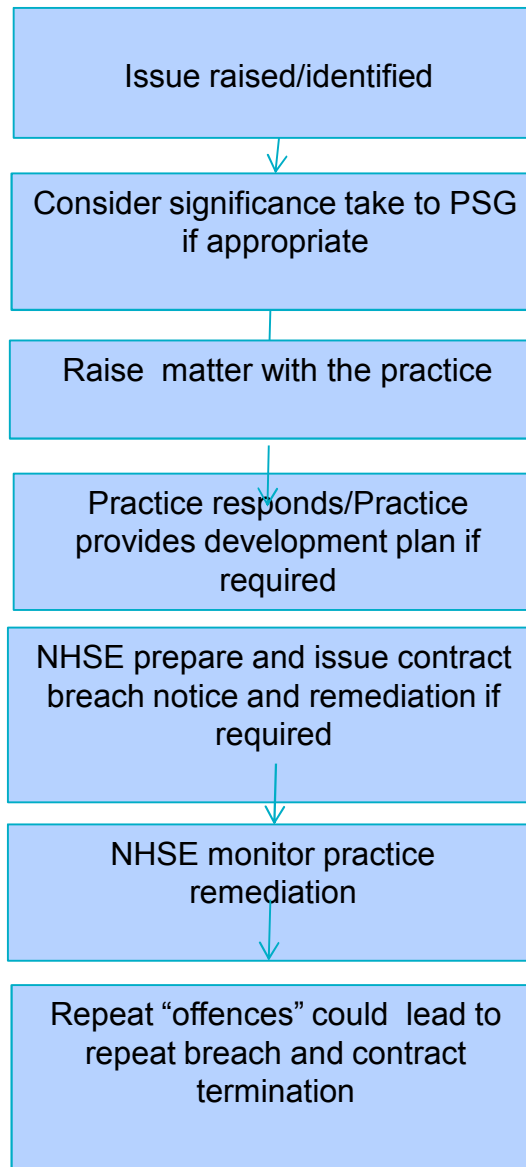 Issue raised/identified
Consider significance take to PSG
if appropriate
Raise  matter with the practice
Practice responds/Practice
provides development plan if
required
NHSE prepare and issue contract
breach notice and remediation if
required
NHSE monitor practice
remediation
Repeat “offences” could  lead to
repeat breach and contract
termination